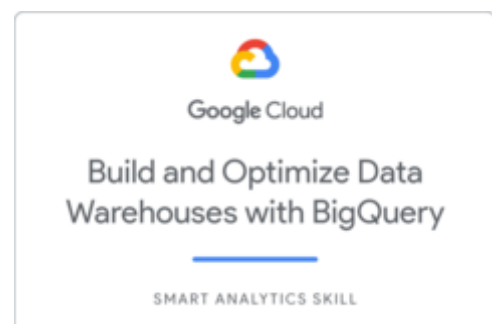 Google Cloud
Build and Optimize Data
Warehouses with BigQuery
SMART ANALYTICS SKILL